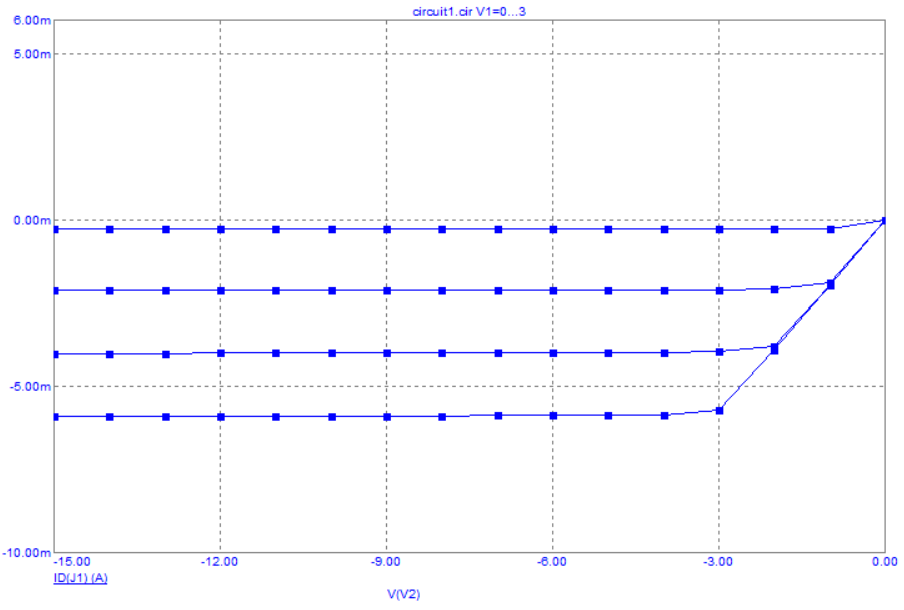 circuit1.cir V1=0...3
6.00m
5.00m
0.00m
-5.00m
-10.00m
-15.00 -12.00 -9.00 -6.00 -3.00 0.00
ID(J1) (A)
V(V2)